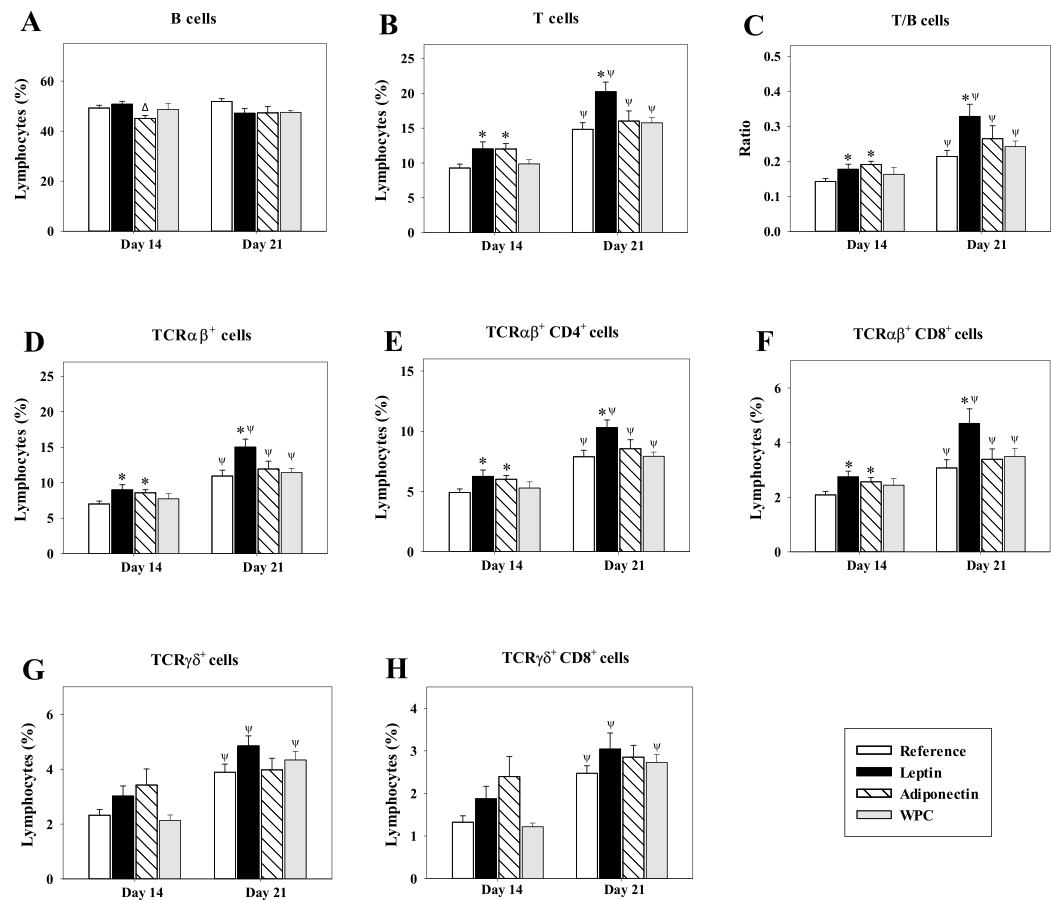 A
B cells
Lymphocytes (%)
60
40
20
0
Δ
Day 14
Day 21
B
T cells
Lymphocytes (%)
25
20
15
10
5
0
* *
ψ *ψ ψ ψ
Day 14
Day 21
C
T/B cells
Ratio
0.5
0.4
0.3
0.2
0.1
0.0
* *
ψ *ψ ψ ψ
Day 14
Day 21
D
TCRαβ⁺ cells
Lymphocytes (%)
25
20
15
10
5
0
* *
ψ *ψ ψ ψ
Day 14
Day 21
E
TCRαβ⁺ CD4⁺ cells
Lymphocytes (%)
15
10
5
0
* *
ψ *ψ ψ ψ
Day 14
Day 21
F
TCRαβ⁺ CD8⁺ cells
Lymphocytes (%)
6
4
2
0
* *
ψ *ψ ψ ψ
Day 14
Day 21
G
TCRγδ⁺ cells
Lymphocytes (%)
6
4
2
0
ψ ψ ψ
Day 14
Day 21
H
TCRγδ⁺ CD8⁺ cells
Lymphocytes (%)
4
3
2
1
0
ψ ψ ψ
Day 14
Day 21
Reference
Leptin
Adiponectin
WPC